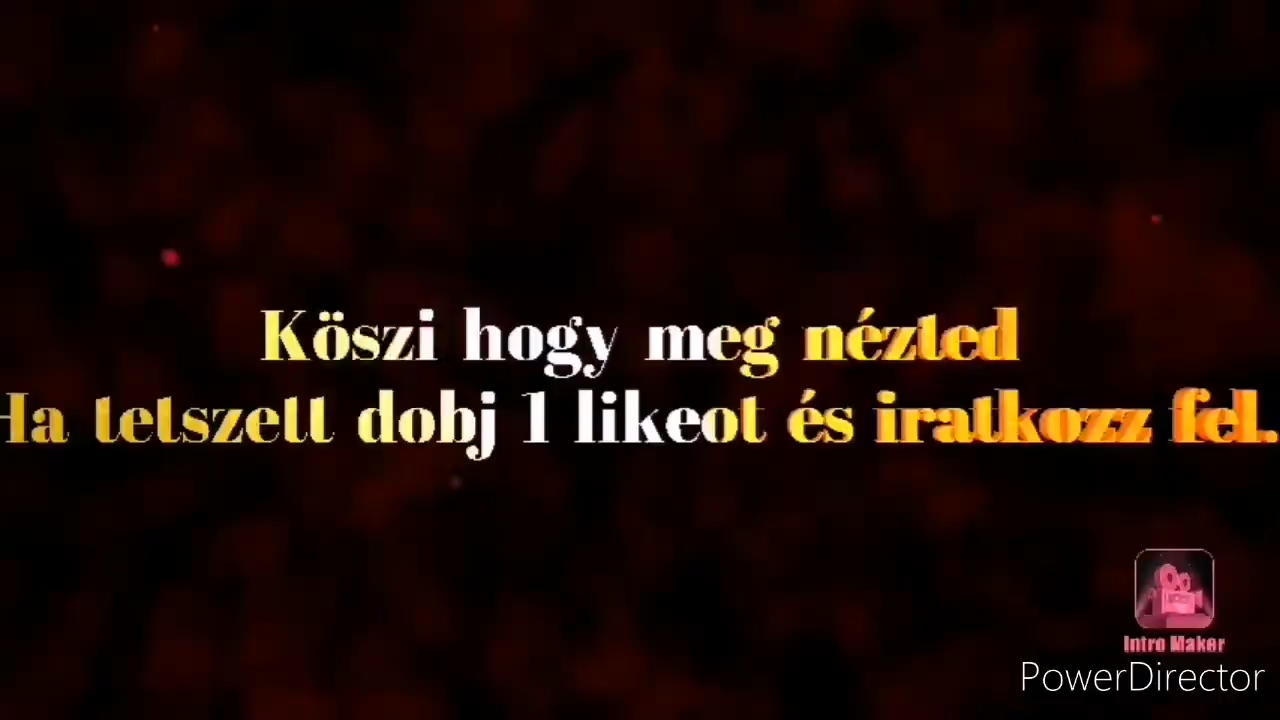 Köszi hogy meg nézted
Ha tetszett dobj 1 likeot és iratkozz fel.
Intro Maker
PowerDirector